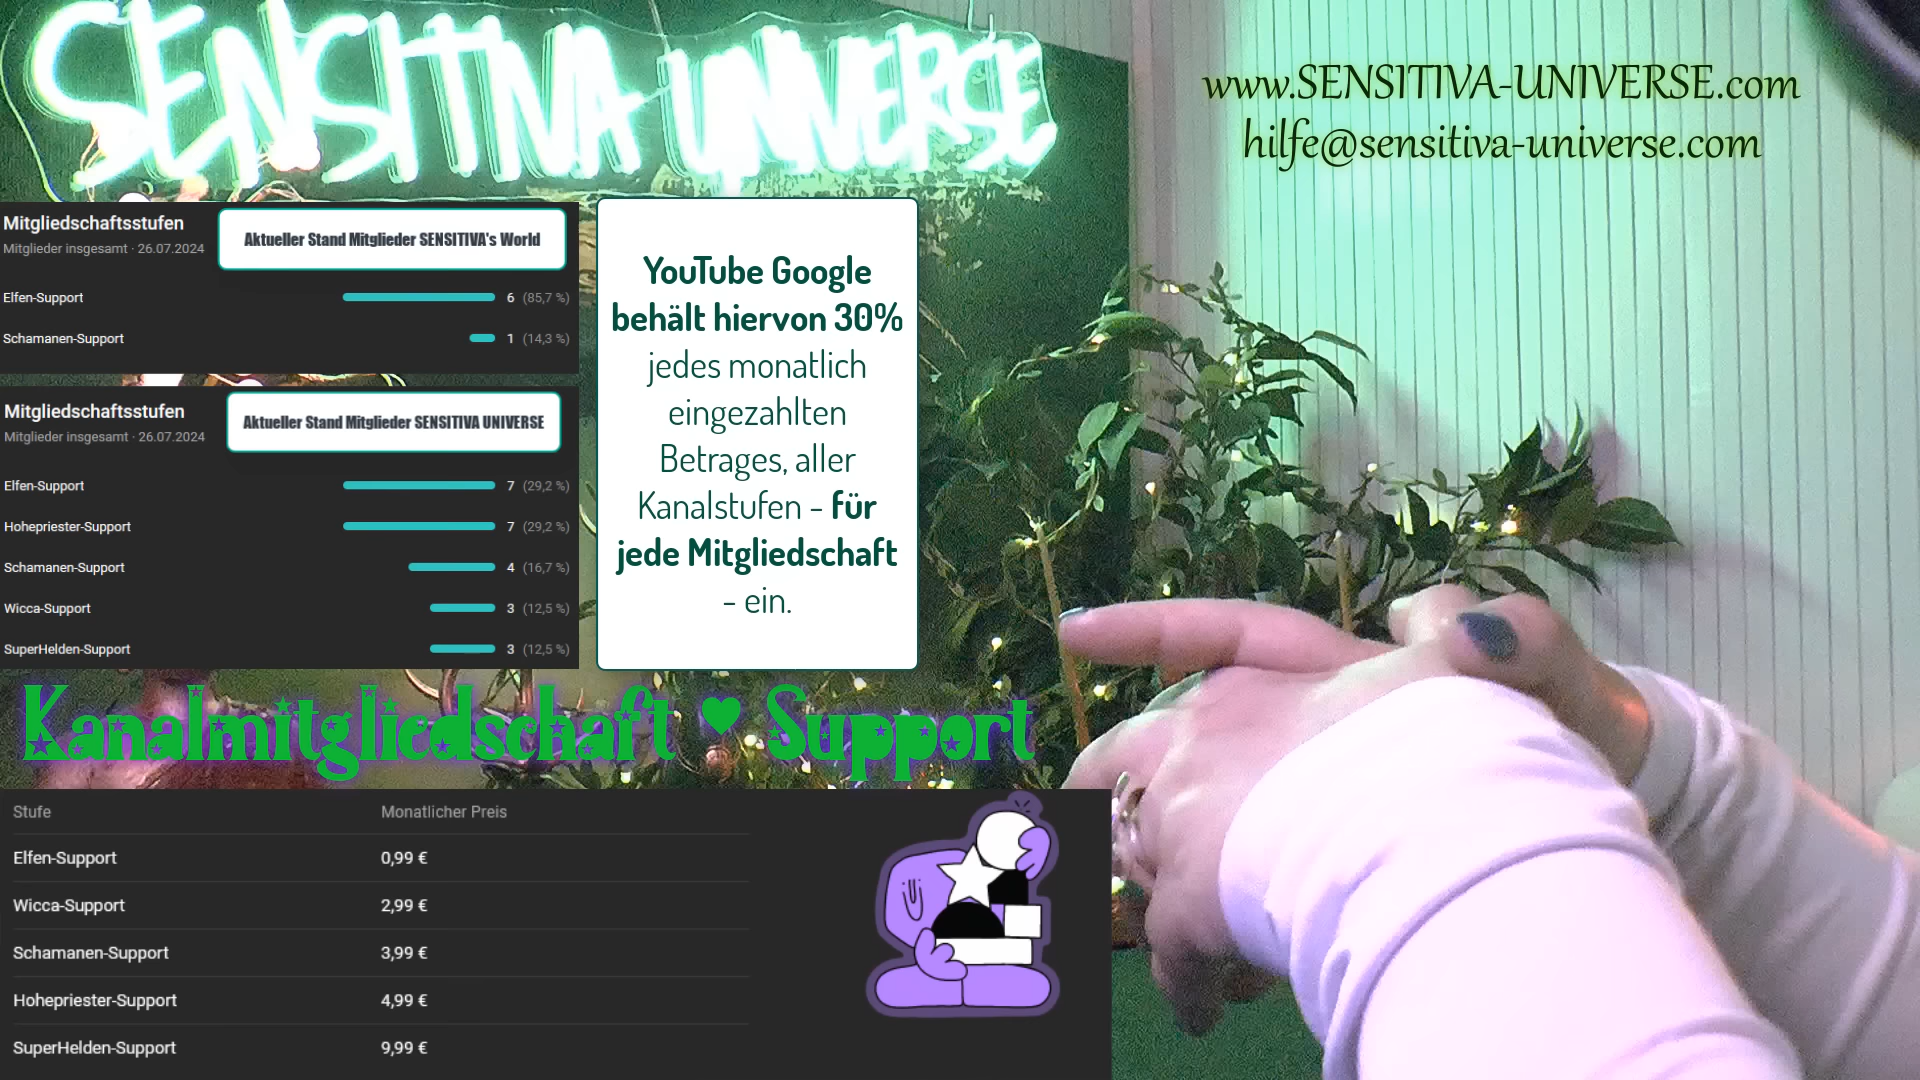 SENSITIVA UNIVERSE
www.SENSITIVA-UNIVERSE.com
hilfe@sensitiva-universe.com
Mitgliedschaftsstufen
Mitglieder insgesamt · 26.07.2024
Aktueller Stand Mitglieder SENSITIVA's World
Elfen-Support 6 (85,7 %)
Schamanen-Support 1 (14,3 %)
Mitgliedschaftsstufen
Mitglieder insgesamt · 26.07.2024
Aktueller Stand Mitglieder SENSITIVA UNIVERSE
Elfen-Support 7 (29,2 %)
Hohepriester-Support 7 (29,2 %)
Schamanen-Support 4 (16,7 %)
Wicca-Support 3 (12,5 %)
SuperHelden-Support 3 (12,5 %)
YouTube Google
behält hiervon 30%
jedes monatlich
eingezahlten
Betrages, aller
Kanalstufen - für
jede Mitgliedschaft
- ein.
Kanalmitgliedschaft ♥ Support
Stufe Monatlicher Preis
Elfen-Support 0,99 €
Wicca-Support 2,99 €
Schamanen-Support 3,99 €
Hohepriester-Support 4,99 €
SuperHelden-Support 9,99 €